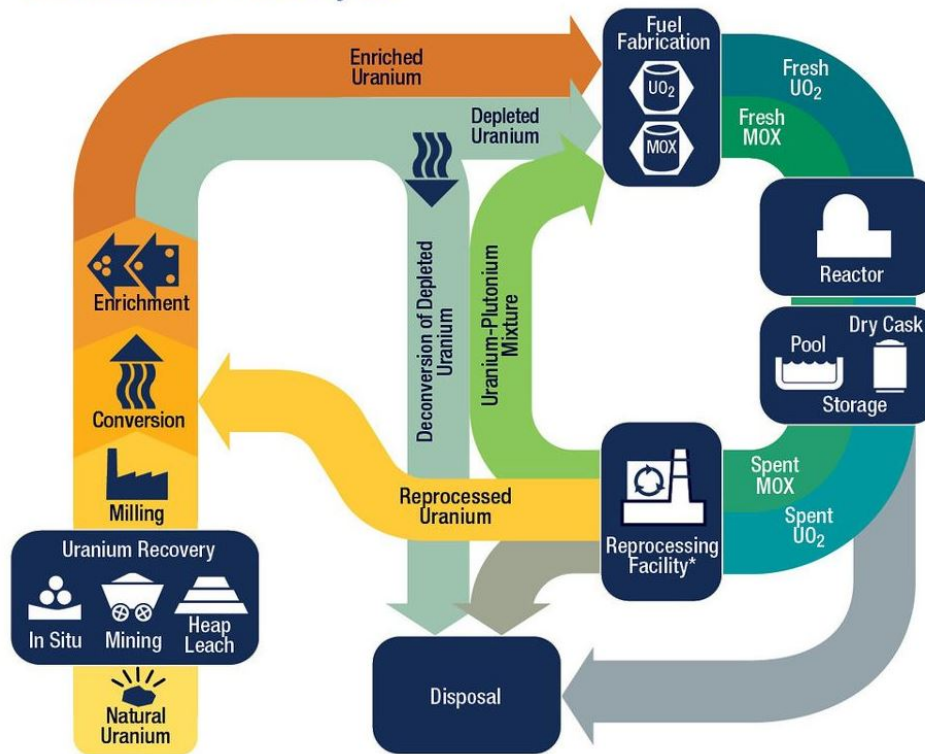 Fuel
Fabrication
UO2
MOX
Enriched
Uranium
Depleted
Uranium
Fresh
UO2
Fresh
MOX
Reactor
Dry Cask
Pool
Storage
Enrichment
Deconversion of Depleted
Uranium
Uranium-Plutonium
Mixture
Conversion
Milling
Reprocessed
Uranium
Spent
MOX
Spent
UO2
Reprocessing
Facility*
Uranium Recovery
In Situ
Mining
Heap
Leach
Disposal
Natural
Uranium